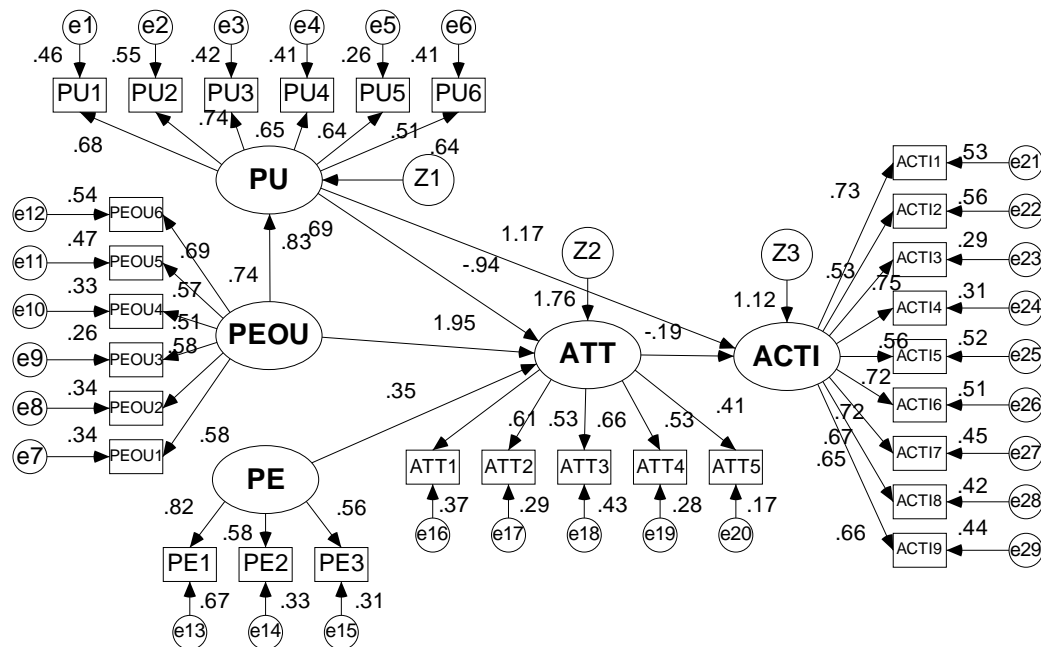 e1 e2 e3 e4 e5 e6
.46 .55 .42 .41 .26 .41
PU1 PU2 PU3 PU4 PU5 PU6
.68 .74 .65 .64 .51 .64
PU Z1
.83 .69 1.17
-.94
e12 .54 PEOU6
.69
e11 .47 PEOU5
.57
e10 .33 PEOU4
.51
e9 .26 PEOU3
.58
e8 .34 PEOU2
e7 .34 PEOU1
.58
.74
PEOU
1.95
Z2
1.76
ATT
-.19
Z3
1.12
ACTI
.35
PE
.82 .58 .56
PE1 PE2 PE3
.67 .33 .31
e13 e14 e15
.61 .53 .66 .53 .41
ATT1 ATT2 ATT3 ATT4 ATT5
.37 .29 .43 .28 .17
e16 e17 e18 e19 e20
.73
.53
.75
.56
.72
.72
.67
.65
.66
ACTI1 .53 e21
ACTI2 .56 e22
ACTI3 .29 e23
ACTI4 .31 e24
ACTI5 .52 e25
ACTI6 .51 e26
ACTI7 .45 e27
ACTI8 .42 e28
ACTI9 .44 e29